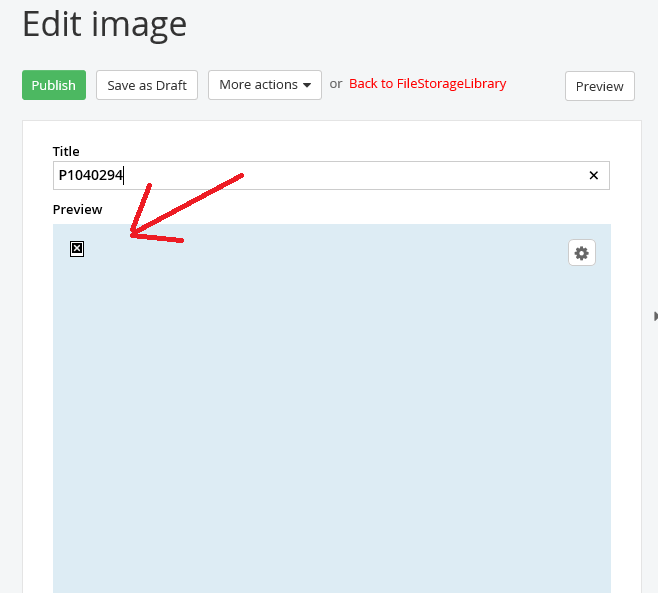 Edit image
Publish Save as Draft More actions or Back to FileStorageLibrary Preview
Title
P1040294
Preview